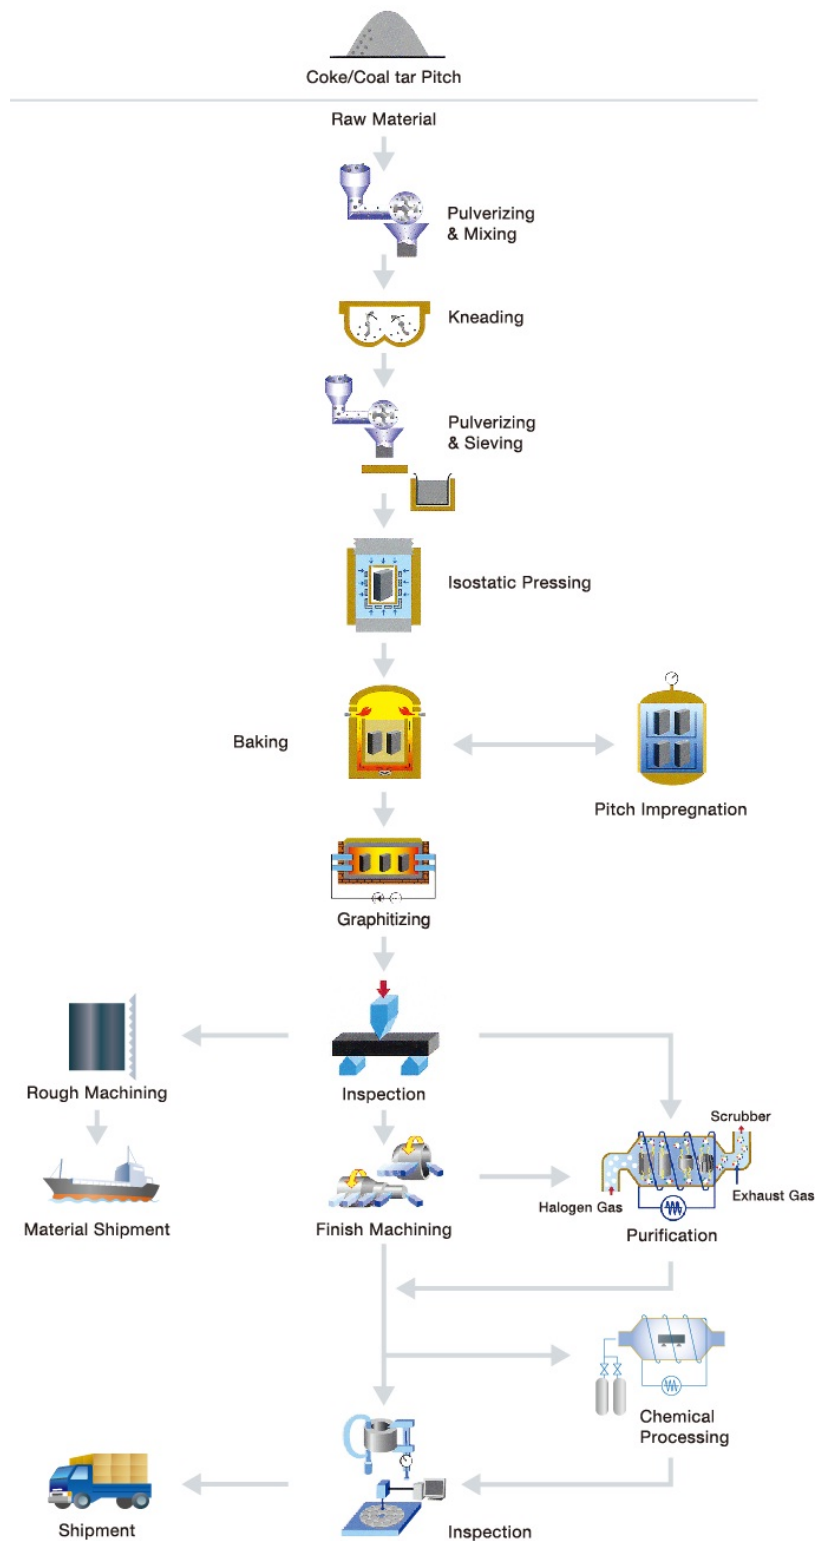 Coke/Coal tar Pitch
Raw Material
Pulverizing
& Mixing
Kneading
Pulverizing
& Sieving
Isostatic Pressing
Baking
Pitch Impregnation
Graphitizing
Rough Machining
Inspection
Scrubber
Halogen Gas
Exhaust Gas
Material Shipment
Finish Machining
Purification
Chemical
Processing
Shipment
Inspection